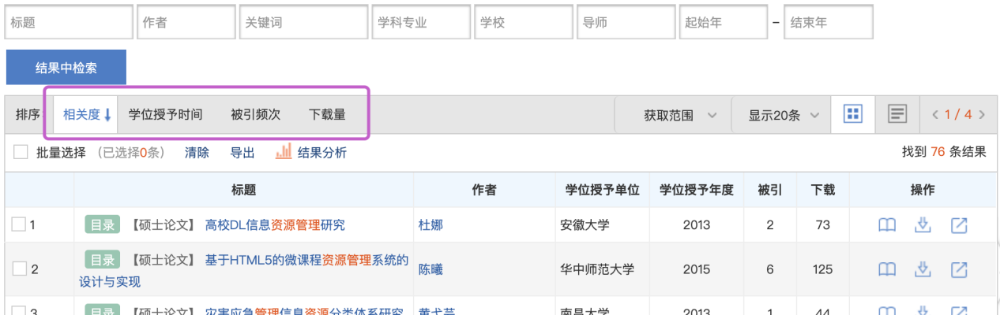 标题 作者 关键词 学科专业 学校 导师 起始年 – 结束年
结果中检索
排序 相关度 学位授予时间 被引频次 下载量 获取范围 显示20条 1 / 4
批量选择 (已选择0条) 清除 导出 结果分析 找到 76 条结果
标题 作者 学位授予单位 学位授予年度 被引 下载 操作
1 目录 【硕士论文】 高校DL信息资源管理研究 杜娜 安徽大学 2013 2 73
2 目录 【硕士论文】 基于HTML5的微课程资源管理系统的
设计与实现 陈曦 华中师范大学 2015 6 125
3 目录 【硕士论文】 灾害应急管理信息资源分类体系研究 黄弋芸 南昌大学 2013 1 44